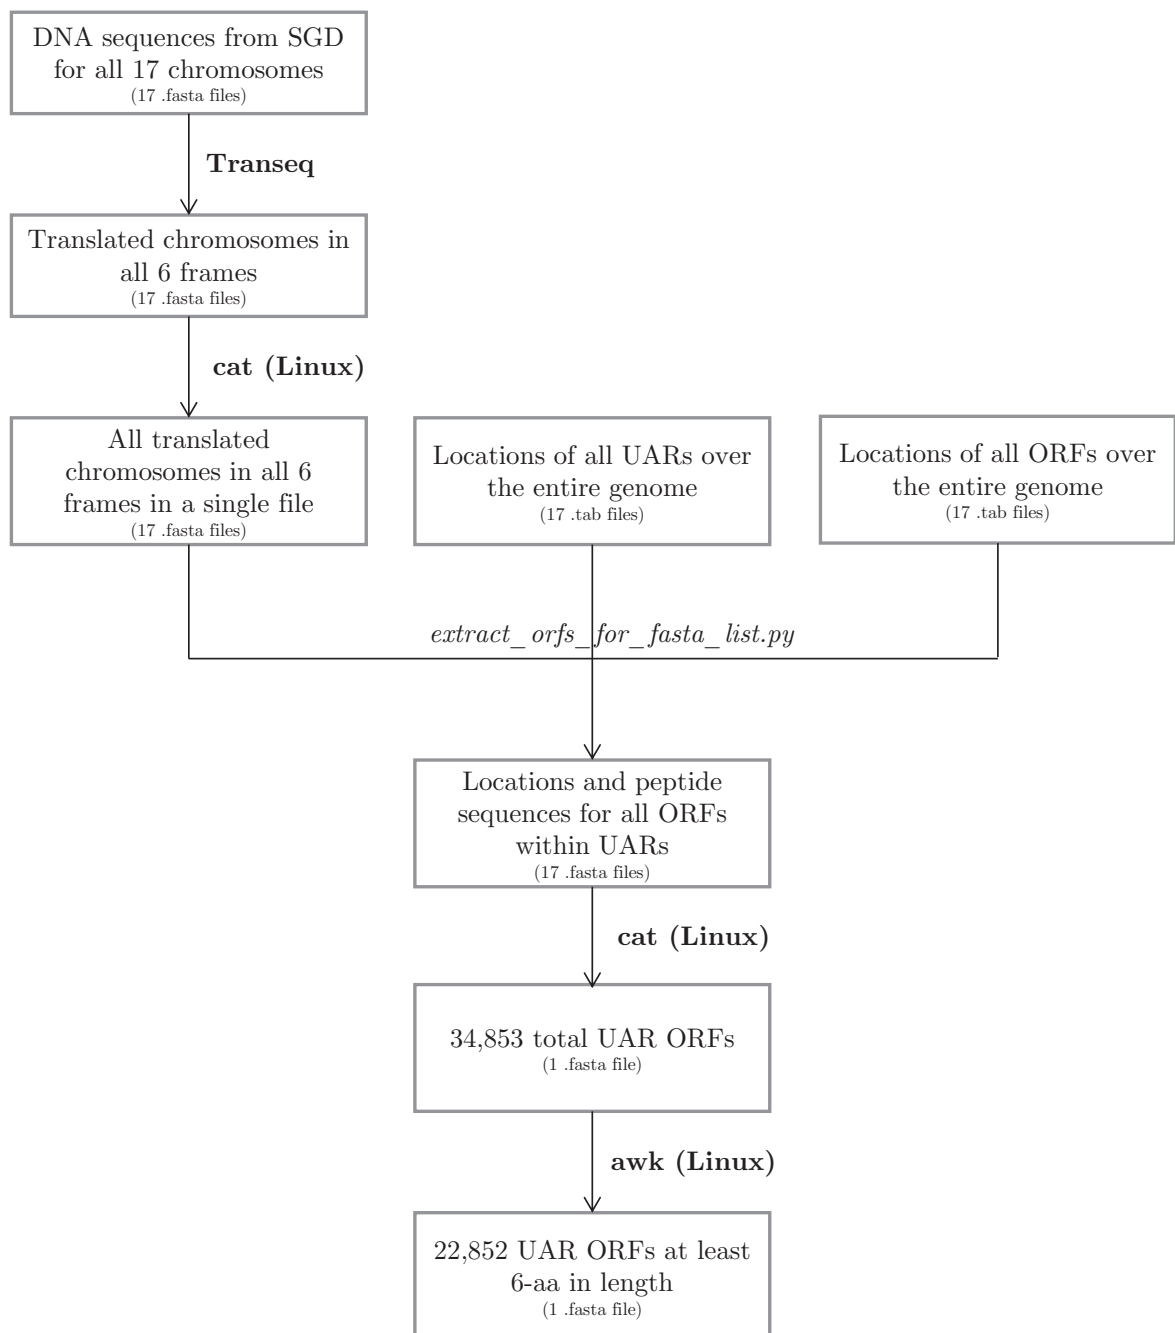 DNA sequences from SGD
for all 17 chromosomes
(17 .fasta files)
Transeq
Translated chromosomes in
all 6 frames
(17 .fasta files)
cat (Linux)
All translated
chromosomes in all 6
frames in a single file
(17 .fasta files)
Locations of all UARs over
the entire genome
(17 .tab files)
Locations of all ORFs over
the entire genome
(17 .tab files)
extract_orfs_for_fasta_list.py
Locations and peptide
sequences for all ORFs
within UARs
(17 .fasta files)
cat (Linux)
34,853 total UAR ORFs
(1 .fasta file)
awk (Linux)
22,852 UAR ORFs at least
6-aa in length
(1 .fasta file)